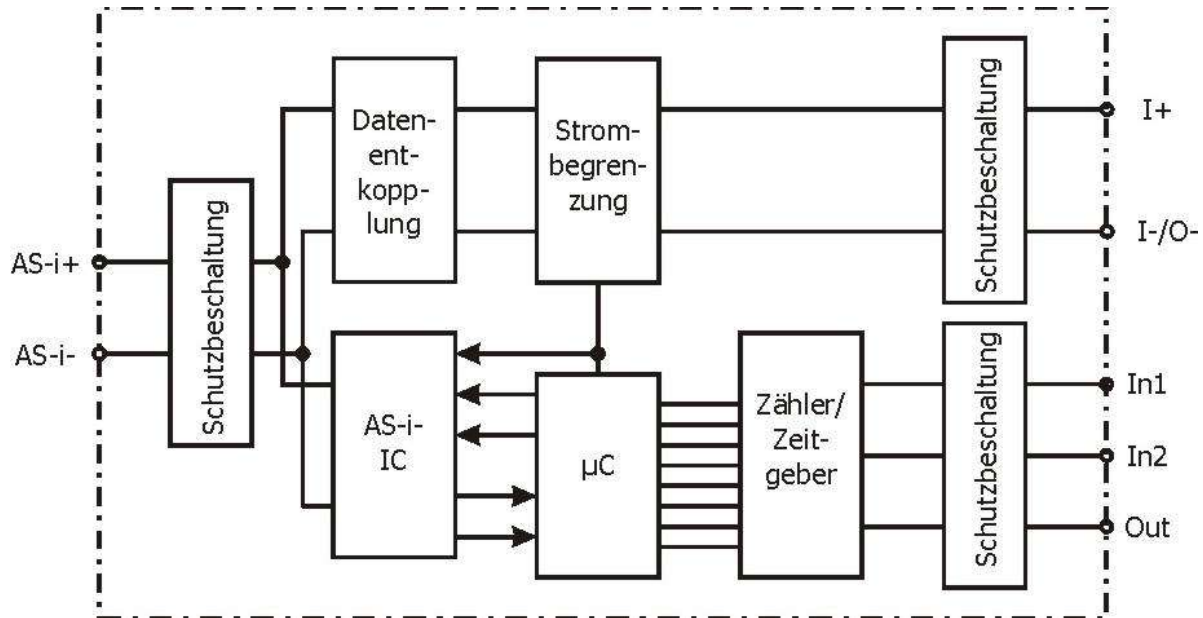 AS-i+
AS-i-
Schutzbeschaltung
Daten-
ent-
kopp-
lung
Strom-
begren-
zung
Schutzbeschaltung
I+
I-/O-
AS-i-
IC
µC
Zähler/
Zeit-
geber
Schutzbeschaltung
In1
In2
Out